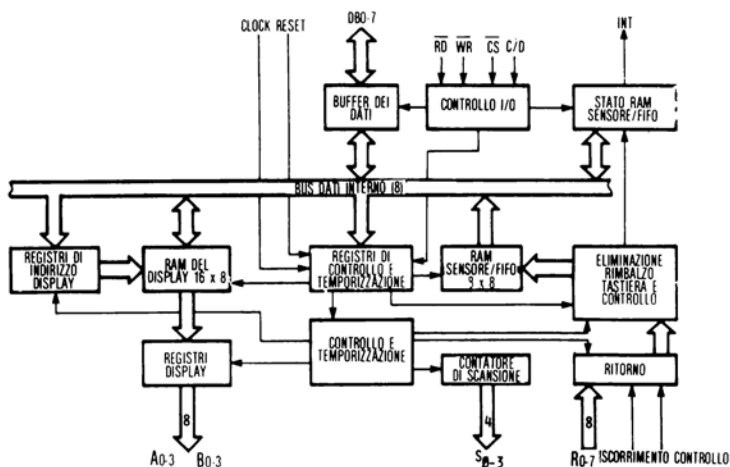 CLOCK RESET
DB0-7
INT
RD WR CS C/D
BUFFER DEI
DATI
CONTROLLO I/O
STATO RAM
SENSORE/FIFO
BUS DATI INTERNO (8)
REGISTRI DI
INDIRIZZO
DISPLAY
RAM DEL
DISPLAY 16 x 8
REGISTRI DI
CONTROLLO E
TEMPORIZZAZIONE
RAM
SENSORE/FIFO
8 x 8
ELIMINAZIONE
RIMBALZO
TASTIERA E
CONTROLLO
REGISTRI
DISPLAY
CONTROLLO E
TEMPORIZZAZIONE
CONTATORE
DI SCANSIONE
RITORNO
8
4
8
A0-3 B0-3
S0-3
R0-7
ISCORRIMENTO CONTROLLO